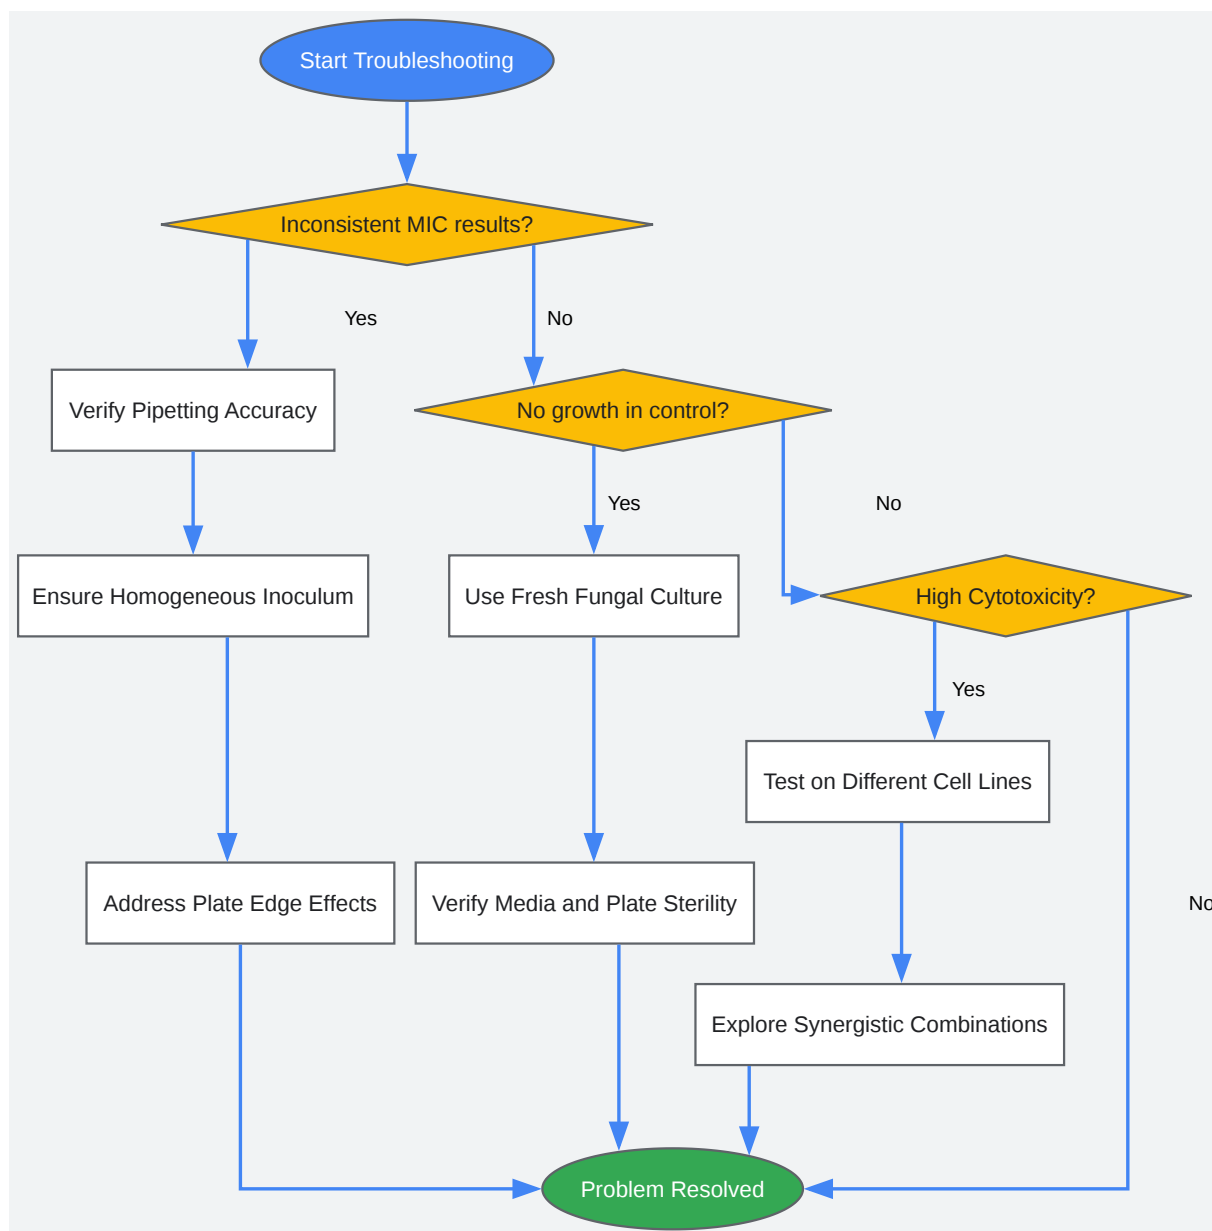 Start Troubleshooting
Inconsistent MIC results?
Yes
No
Verify Pipetting Accuracy
No growth in control?
Yes
No
Ensure Homogeneous Inoculum
Use Fresh Fungal Culture
High Cytotoxicity?
Yes
Test on Different Cell Lines
Address Plate Edge Effects
Verify Media and Plate Sterility
No
Explore Synergistic Combinations
Problem Resolved